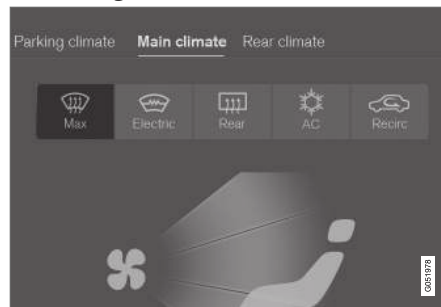 Parking climate Main climate Rear climate
Max Electric Rear AC Recirc
G051978